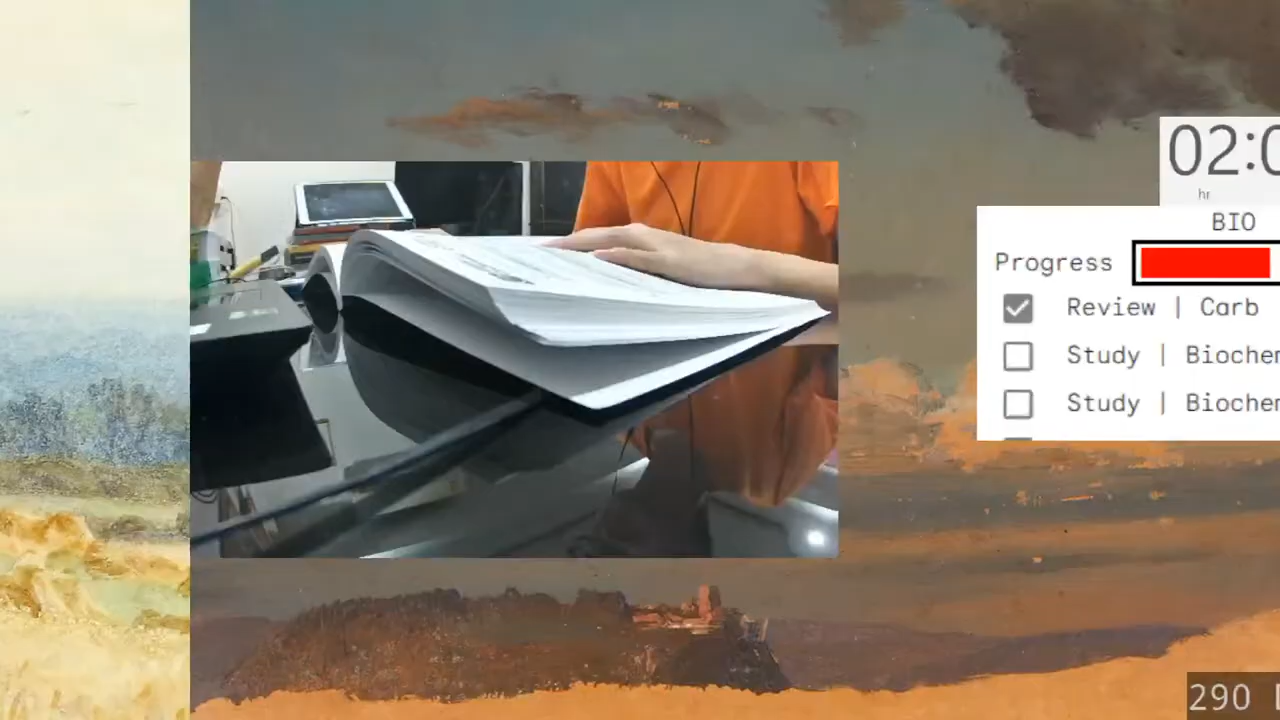 02:0
hr
BIO
Progress
Review | Carb
Study | Biochem
Study | Biochem
290